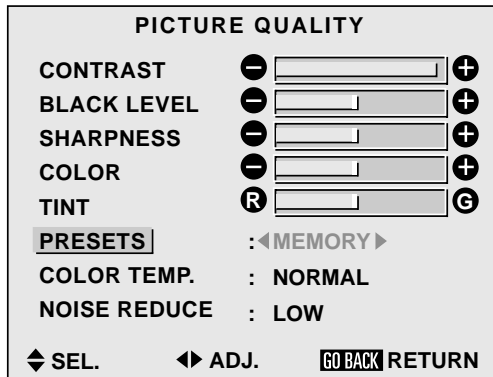 PICTURE QUALITY
CONTRAST
BLACK LEVEL
SHARPNESS
COLOR
TINT R G
PRESETS : MEMORY
COLOR TEMP. : NORMAL
NOISE REDUCE : LOW
SEL. ADJ. GO BACK RETURN